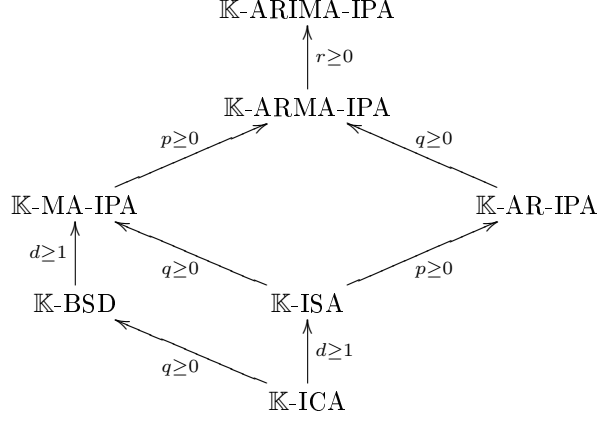 𝕂-ARIMA-IPA
r≥0
𝕂-ARMA-IPA
p≥0
q≥0
𝕂-MA-IPA
𝕂-AR-IPA
d≥1
q≥0
p≥0
𝕂-BSD
𝕂-ISA
q≥0
d≥1
𝕂-ICA